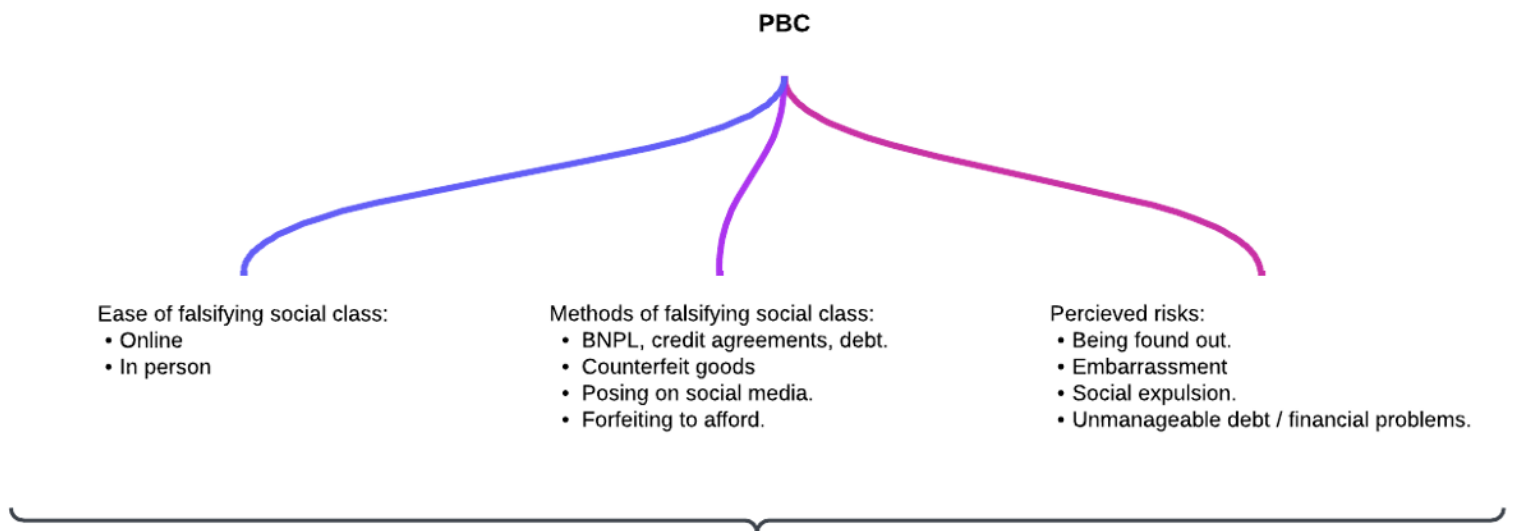 PBC
Ease of falsifying social class:
• Online
• In person
Methods of falsifying social class:
• BNPL, credit agreements, debt.
• Counterfeit goods
• Posing on social media.
• Forfeiting to afford.
Percieved risks:
• Being found out.
• Embarrassment
• Social expulsion.
• Unmanageable debt / financial problems.